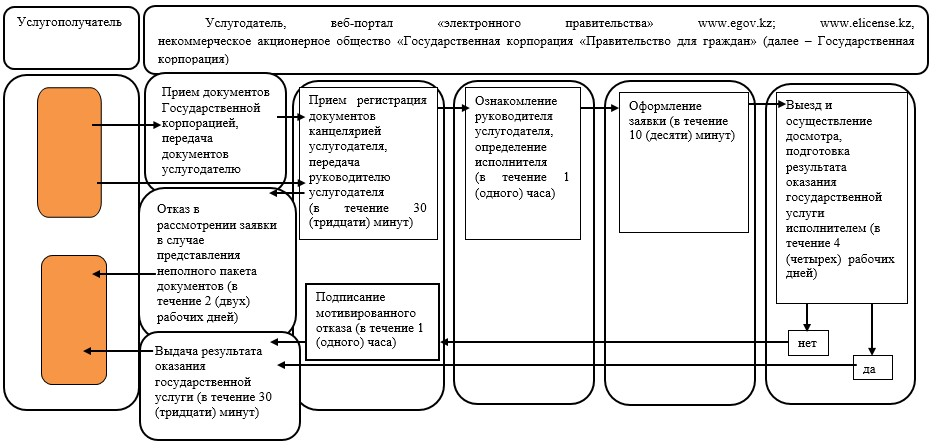 Услугополучатель
Услугодатель, веб-портал «электронного правительства» www.egov.kz; www.elicense.kz,
некоммерческое акционерное общество «Государственная корпорация «Правительство для граждан» (далее – Государственная
корпорация)
Прием документов
Государственной
корпорацией,
передача
документов
услугодателю
Прием регистрация
документов
канцелярией
услугодателя,
передача
руководителю
услугодателя
(в течение 30
(тридцати) минут)
Ознакомление
руководителя
услугодателя,
определение
исполнителя
(в течение 1
(одного) часа)
Оформление
заявки (в течение
10 (десяти) минут)
Выезд и
осуществление
досмотра,
подготовка
результата
оказания
государственной
услуги
исполнителем (в
течение 4
(четырех) рабочих
дней)
Отказ в
рассмотрении заявки
в случае
представления
неполного пакета
документов (в
течение 2 (двух)
рабочих дней)
Подписание
мотивированного
отказа (в течение 1
(одного) часа)
нет
да
Выдача результата
оказания
государственной
услуги (в течение 30
(тридцати) минут)